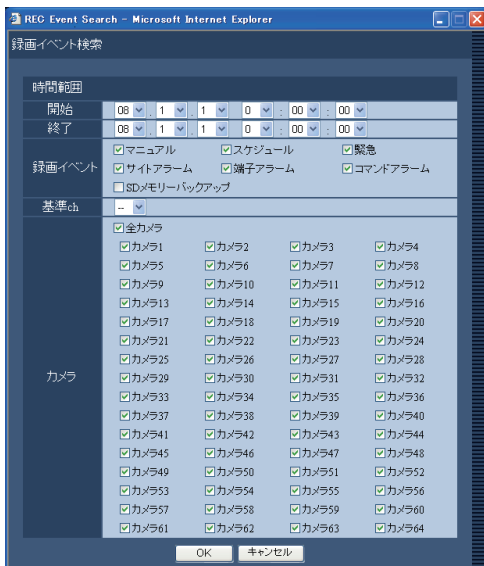 REC Event Search - Microsoft Internet Explorer
録画イベント検索
時間範囲
開始 08 . 1 . 1 0 : 00 : 00
終了 08 . 1 . 1 0 : 00 : 00
録画イベント
マニュアル スケジュール 緊急
サイトアラーム 端子アラーム コマンドアラーム
SDメモリーバックアップ
基準ch --
カメラ
全カメラ
カメラ1 カメラ2 カメラ3 カメラ4
カメラ5 カメラ6 カメラ7 カメラ8
カメラ9 カメラ10 カメラ11 カメラ12
カメラ13 カメラ14 カメラ15 カメラ16
カメラ17 カメラ18 カメラ19 カメラ20
カメラ21 カメラ22 カメラ23 カメラ24
カメラ25 カメラ26 カメラ27 カメラ28
カメラ29 カメラ30 カメラ31 カメラ32
カメラ33 カメラ34 カメラ35 カメラ36
カメラ37 カメラ38 カメラ39 カメラ40
カメラ41 カメラ42 カメラ43 カメラ44
カメラ45 カメラ46 カメラ47 カメラ48
カメラ49 カメラ50 カメラ51 カメラ52
カメラ53 カメラ54 カメラ55 カメラ56
カメラ57 カメラ58 カメラ59 カメラ60
カメラ61 カメラ62 カメラ63 カメラ64
OK キャンセル